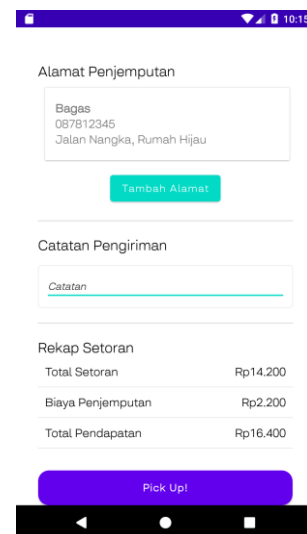 10:15
Alamat Penjemputan
Bagas
087812345
Jalan Nangka, Rumah Hijau
Tambah Alamat
Catatan Pengiriman
Catatan
Rekap Setoran
Total Setoran Rp14.200
Biaya Penjemputan Rp2.200
Total Pendapatan Rp16.400
Pick Up!